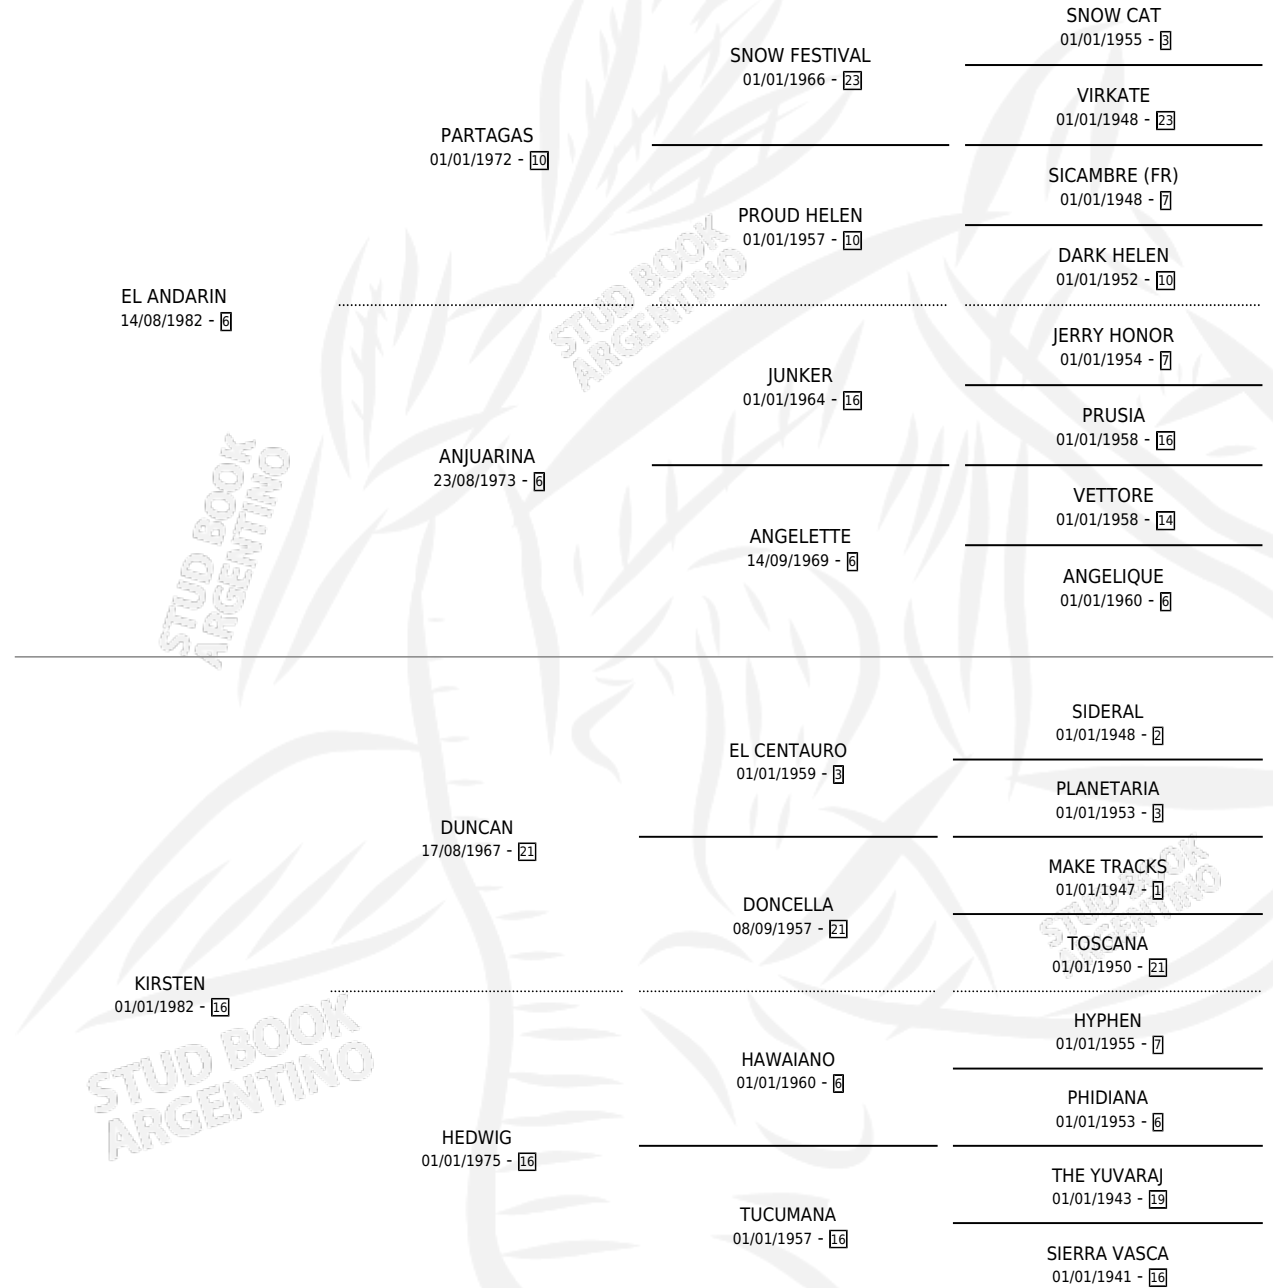 SNOW CAT
01/01/1955 - 3
SNOW FESTIVAL
01/01/1966 - 23
VIRKATE
01/01/1948 - 23
PARTAGAS
01/01/1972 - 10
SICAMBRE (FR)
01/01/1948 - 7
PROUD HELEN
01/01/1957 - 10
DARK HELEN
01/01/1952 - 10
EL ANDARIN
14/08/1982 - 6
STUD BOOK
ARGENTINO
JERRY HONOR
01/01/1954 - 7
JUNKER
01/01/1964 - 16
PRUSIA
01/01/1958 - 16
ANJUARINA
23/08/1973 - 6
VETTORE
01/01/1958 - 14
ANGELETTE
14/09/1969 - 6
ANGELIQUE
01/01/1960 - 6
STUD BOOK
ARGENTINO
SIDERAL
01/01/1948 - 2
EL CENTAURO
01/01/1959 - 3
PLANETARIA
01/01/1953 - 3
DUNCAN
17/08/1967 - 21
MAKE TRACKS
01/01/1947 - 1
DONCELLA
08/09/1957 - 21
STUD BOOK
ARGENTINO
TOSCANA
01/01/1950 - 21
KIRSTEN
01/01/1982 - 16
HYPHEN
01/01/1955 - 7
STUD BOOK
ARGENTINO
HAWAIANO
01/01/1960 - 6
PHIDIANA
01/01/1953 - 6
HEDWIG
01/01/1975 - 16
THE YUVARAJ
01/01/1943 - 19
TUCUMANA
01/01/1957 - 16
SIERRA VASCA
01/01/1941 - 16